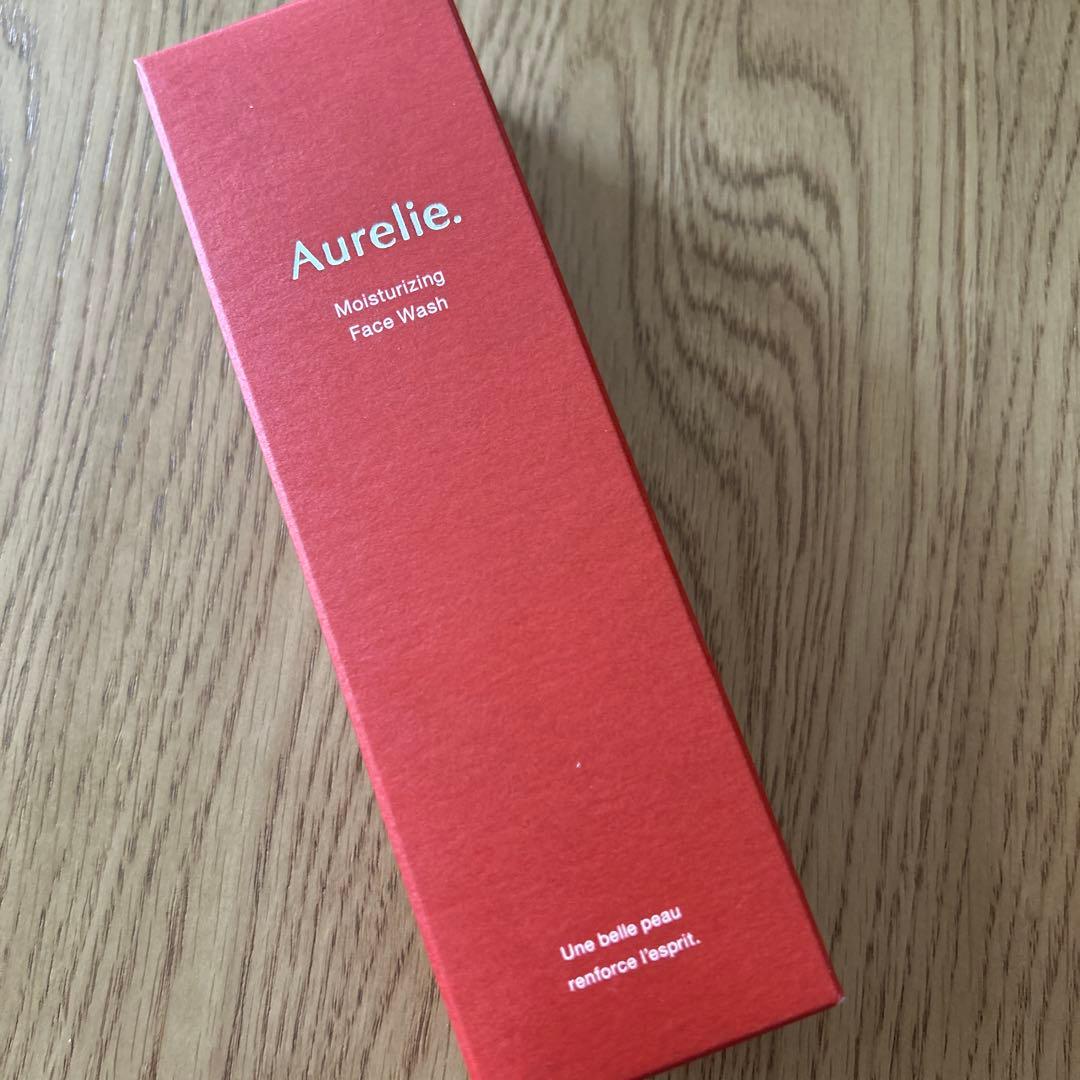 Aurelie.
Moisturizing
Face Wash
Une belle peau
renforce l'esprit.